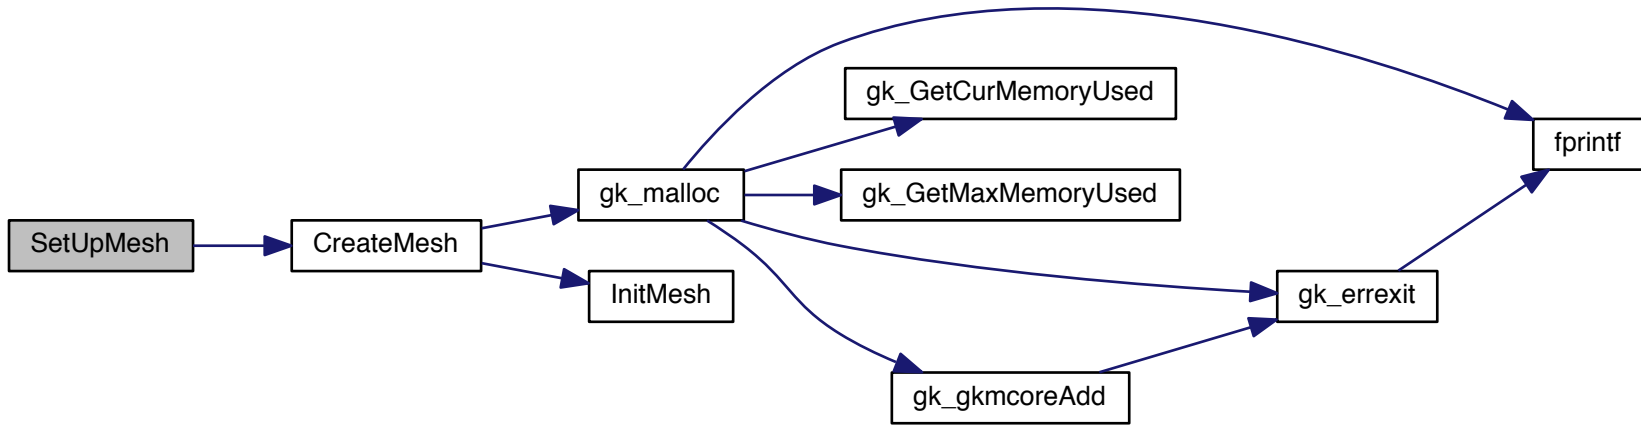 SetUpMesh
CreateMesh
gk_malloc
InitMesh
gk_GetCurMemoryUsed
gk_GetMaxMemoryUsed
gk_gkmcoreAdd
gk_errexit
fprintf